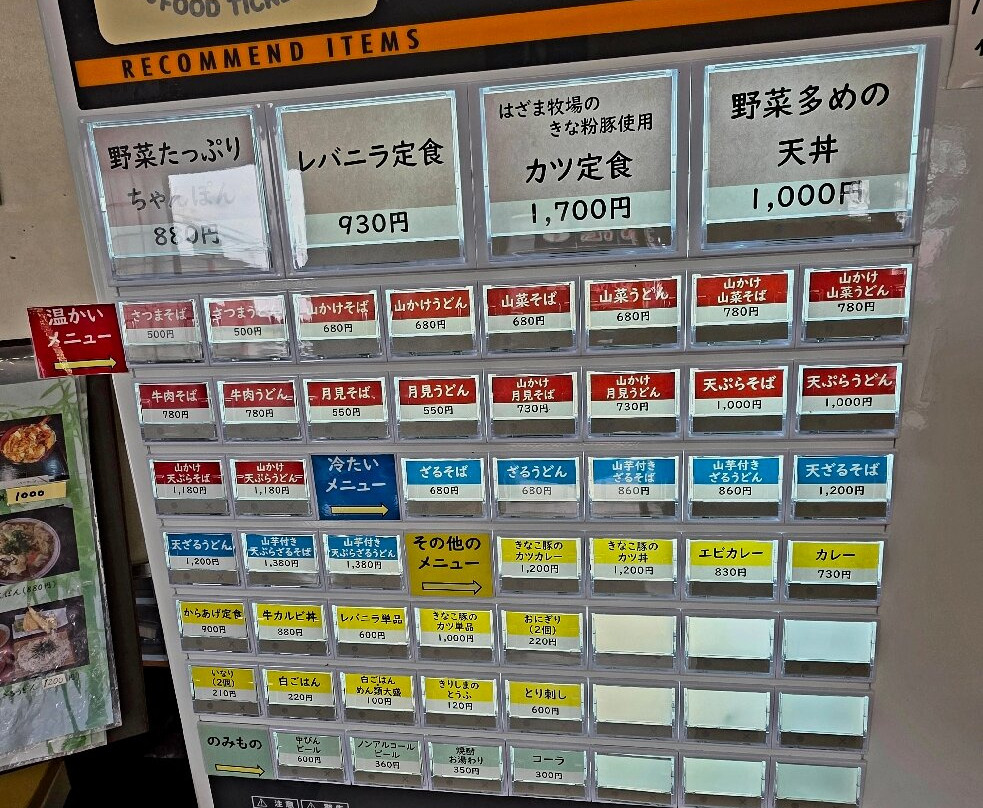 FOOD TICKE
RECOMMEND ITEMS
野菜たっぷり
ちゃんぽん
880円
レバニラ定食
930円
はざま牧場の
きな粉豚使用
カツ定食
1,700円
野菜多めの
天丼
1,000円
温かい
メニュー
さつまそば
500円
さつまうどん
500円
山かけそば
680円
山かけうどん
680円
山菜そば
680円
山菜うどん
680円
山かけ
山菜そば
780円
山かけ
山菜うどん
780円
牛肉そば
780円
牛肉うどん
780円
月見そば
550円
月見うどん
550円
山かけ
月見そば
730円
山かけ
月見うどん
730円
天ぷらそば
1,000円
天ぷらうどん
1,000円
山かけ
天ぷらそば
1,180円
山かけ
天ぷらうどん
1,180円
冷たい
メニュー
ざるそば
680円
ざるうどん
680円
山芋付き
ざるそば
860円
山芋付き
ざるうどん
860円
天ざるそば
1,200円
天ざるうどん
1,200円
山芋付き
天ぷらざるそば
1,380円
山芋付き
天ぷらざるうどん
1,380円
その他の
メニュー
きなこ豚の
カツカレー
1,200円
きなこ豚の
カツ丼
1,200円
エビカレー
830円
カレー
730円
からあげ定食
900円
牛カルビ丼
880円
レバニラ単品
600円
きなこ豚の
カツ単品
1,000円
おにぎり
(2個)
220円
いなり
(2個)
210円
白ごはん
220円
白ごはん
めん類大盛
100円
きりしまの
とうふ
120円
とり刺し
600円
のみもの
中びん
ビール
600円
ノンアルコール
ビール
360円
焼酎
お湯わり
350円
コーラ
300円
1000
ぽん(880円)
1200円
注意